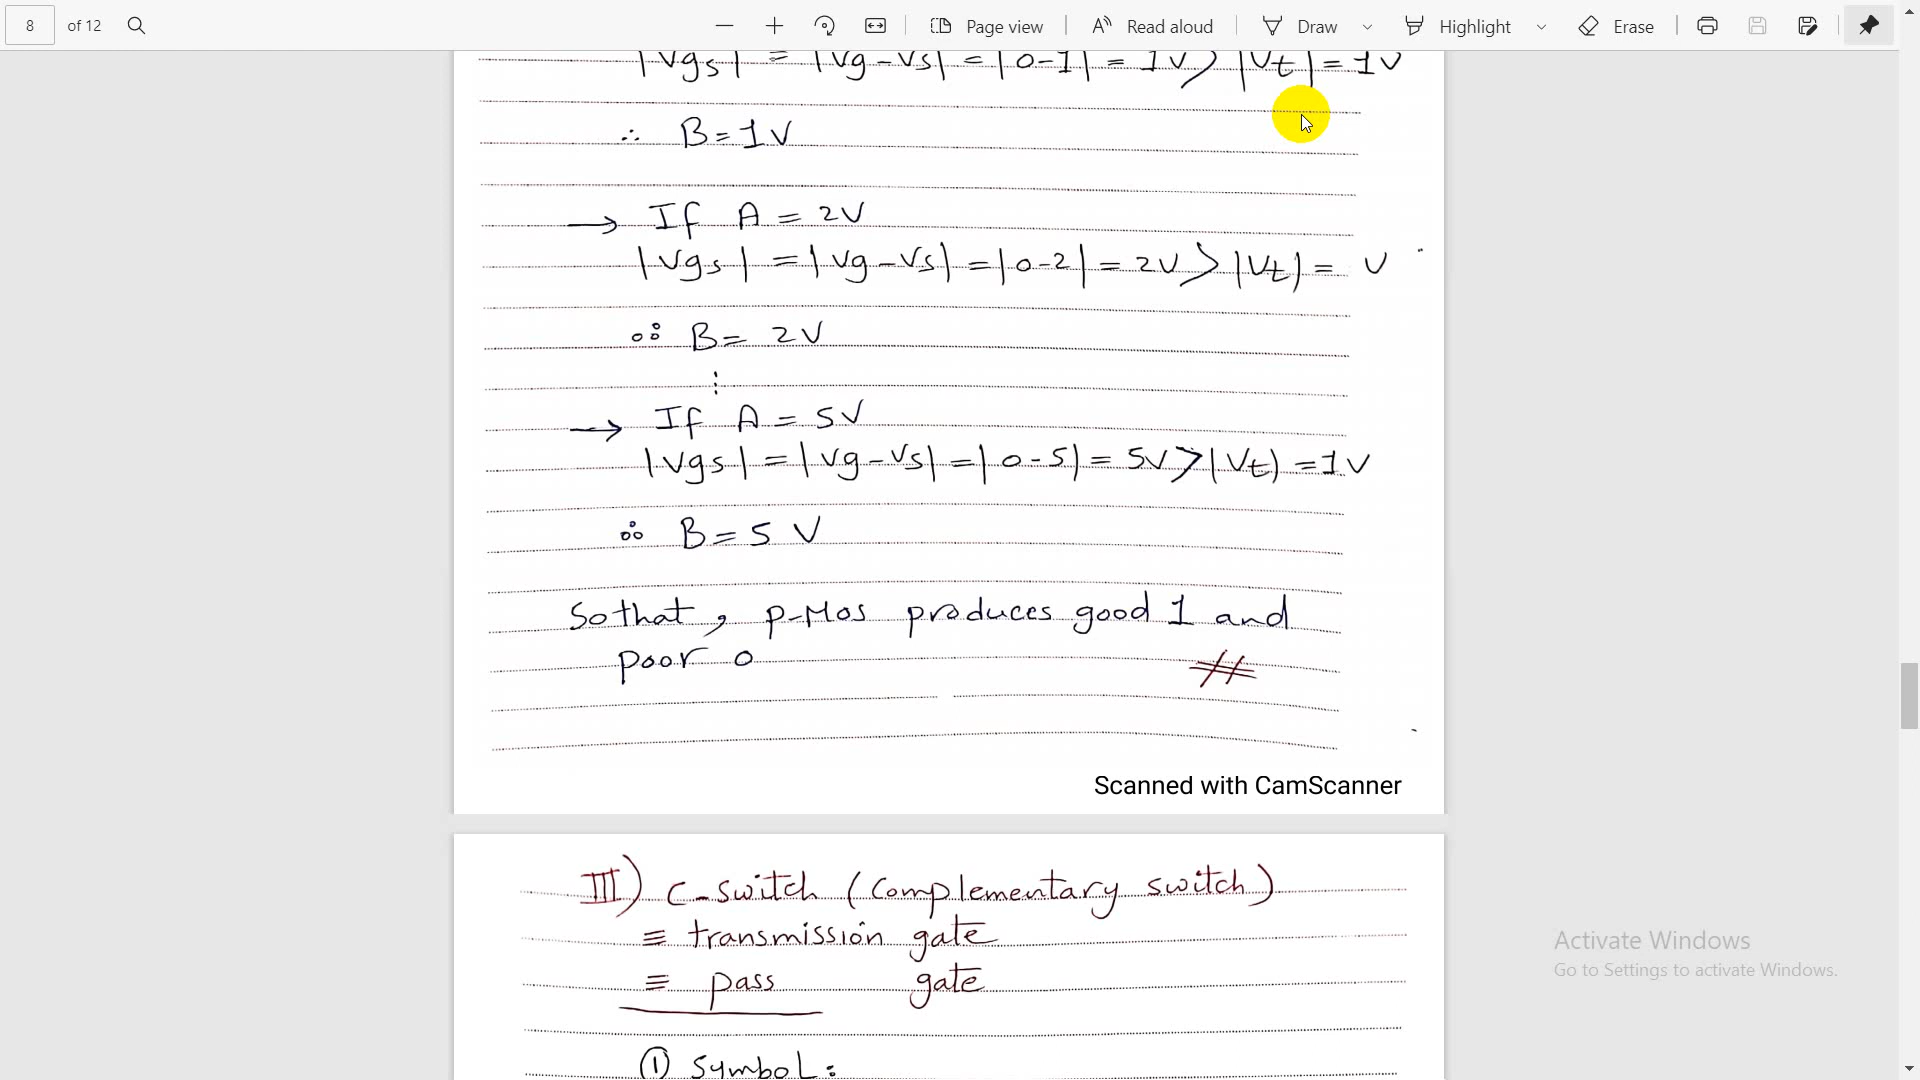 8 of 12 Page view Read aloud Draw Highlight Erase
|Vgs| = |Vg-Vs| = |0-1| = 1V > |Vt| = 1V
∴ B = 1V
→ If A = 2V
|Vgs| = |Vg-Vs| = |0-2| = 2V > |Vt| = V
∴ B = 2V
⋮
→ If A = 5V
|Vgs| = |Vg-Vs| = |0-5| = 5V > |Vt| = 1V
∴ B = 5 V
So that, P-Mos produces good 1 and
poor 0
Scanned with CamScanner
III) C-switch (Complementary switch)
≡ transmission gate
≡ pass gate
① Symbol:
Activate Windows
Go to Settings to activate Windows.